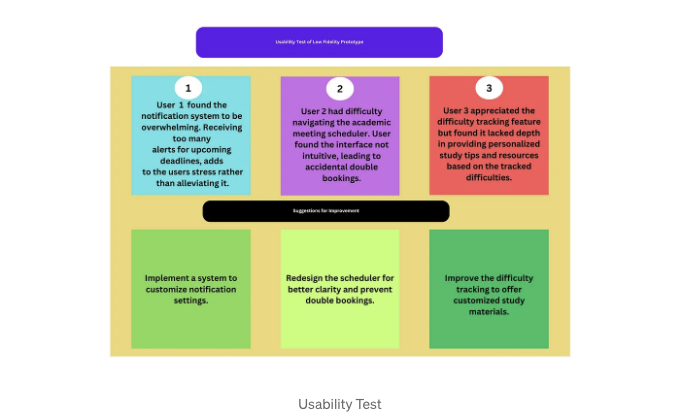 Usability Test of Low Fidelity Prototype
1
User 1 found the
notification system to be
overwhelming. Receiving
too many
alerts for upcoming
deadlines, adds
to the users stress rather
than alleviating it.
2
User 2 had difficulty
navigating the academic
meeting scheduler. User
found the interface not
intuitive, leading to
accidental double
bookings.
3
User 3 appreciated the
difficulty tracking feature
but found it lacked depth
in providing personalized
study tips and resources
based on the tracked
difficulties.
Suggestions for Improvement
Implement a system to
customize notification
settings.
Redesign the scheduler for
better clarity and prevent
double bookings.
Improve the difficulty
tracking to offer
customized study
materials.
Usability Test